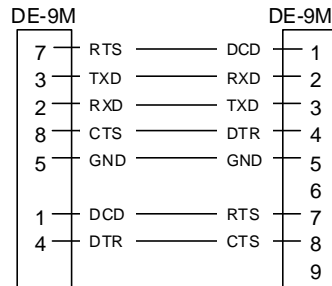 DE-9M DE-9M
7 RTS DCD 1
3 TXD RXD 2
2 RXD TXD 3
8 CTS DTR 4
5 GND GND 5
6
1 DCD RTS 7
4 DTR CTS 8
9